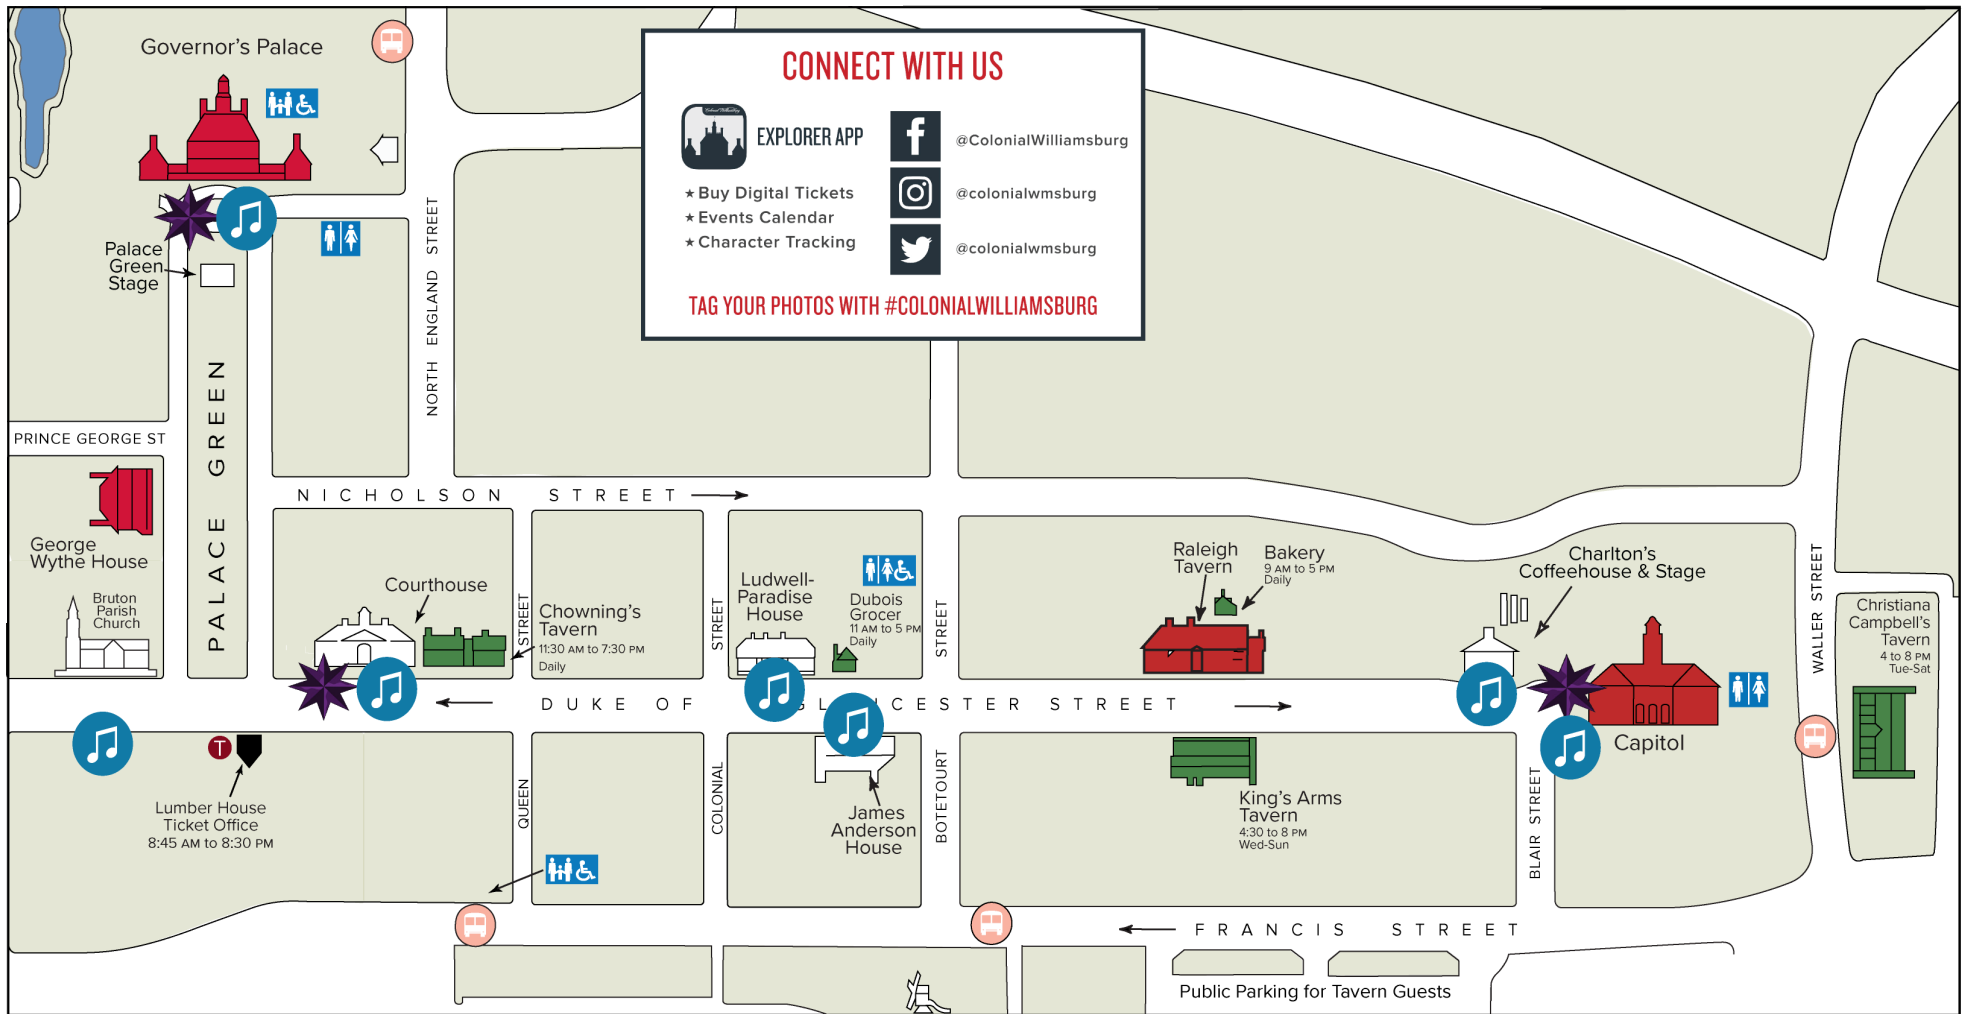 Governor's Palace
CONNECT WITH US
EXPLORER APP
★ Buy Digital Tickets
★ Events Calendar
★ Character Tracking
@ColonialWilliamsburg
@colonialwmsburg
@colonialwmsburg
TAG YOUR PHOTOS WITH #COLONIALWILLIAMSBURG
Palace
Green
Stage
NORTH ENGLAND STREET
PALACE GREEN
PRINCE GEORGE ST
NICHOLSON STREET
George
Wythe House
Bruton
Parish
Church
Courthouse
Chowning's
Tavern
11:30 AM to 7:30 PM
Daily
QUEEN STREET
COLONIAL STREET
Ludwell-
Paradise
House
Dubois
Grocer
11 AM to 5 PM
Daily
BOTETOURT STREET
Raleigh
Tavern
Bakery
9 AM to 5 PM
Daily
Charlton's
Coffeehouse & Stage
WALLER STREET
Christiana
Campbell's
Tavern
4 to 8 PM
Tue-Sat
DUKE OF GL CESTER STREET
T
Lumber House
Ticket Office
8:45 AM to 8:30 PM
James
Anderson
House
King's Arms
Tavern
4:30 to 8 PM
Wed-Sun
Capitol
BLAIR STREET
FRANCIS STREET
Public Parking for Tavern Guests